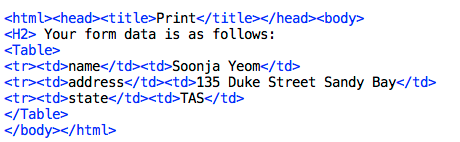 <html><head><title>Print</title></head><body>
<H2> Your form data is as follows:
<Table>
<tr><td>name</td><td>Soonja Yeom</td>
<tr><td>address</td><td>135 Duke Street Sandy Bay</td>
<tr><td>state</td><td>TAS</td>
</Table>
</body></html>